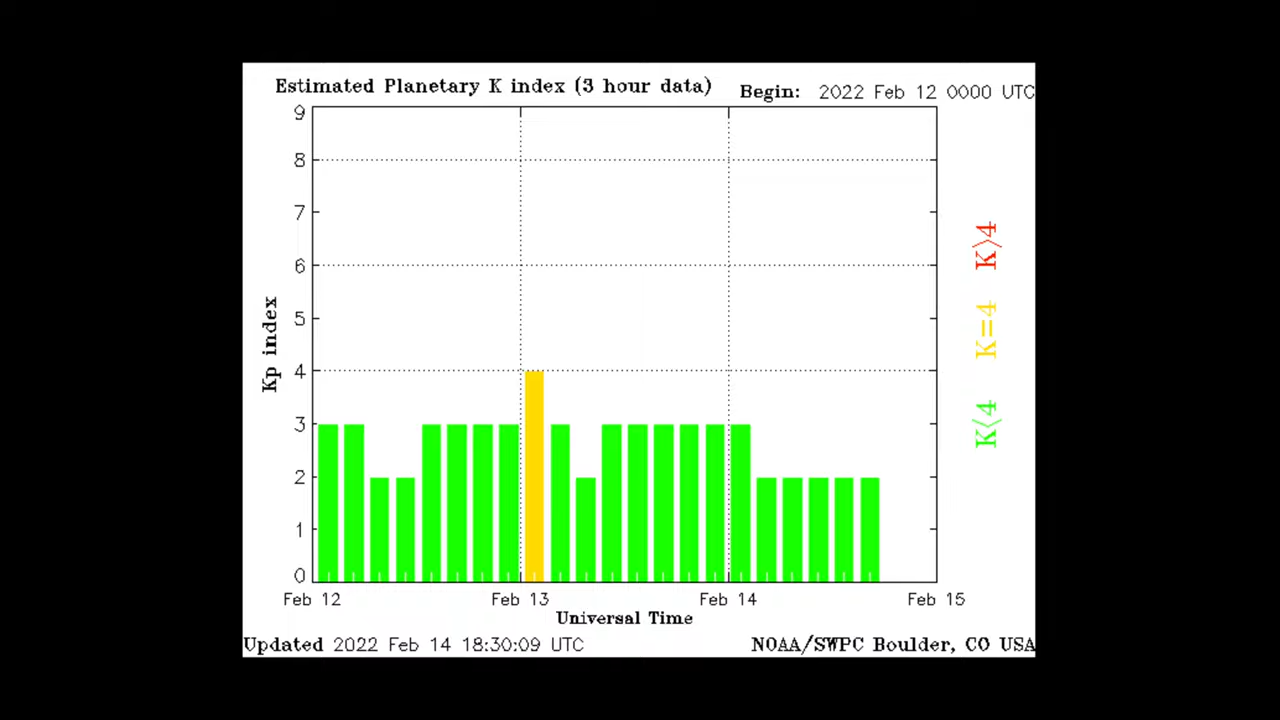 Estimated Planetary K index (3 hour data)
Begin: 2022 Feb 12 0000 UTC
9
8
7
6
5
4
3
2
1
0
Kp index
K>4
K=4
K<4
Feb 12 Feb 13 Feb 14 Feb 15
Universal Time
Updated 2022 Feb 14 18:30:09 UTC
NOAA/SWPC Boulder, CO USA